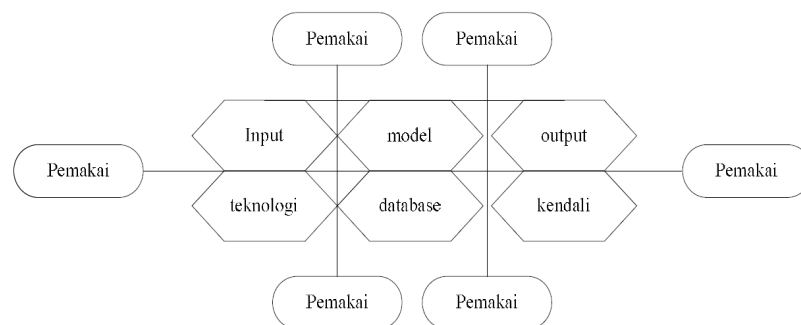 Pemakai Pemakai
Input model output
Pemakai Pemakai
teknologi database kendali
Pemakai Pemakai